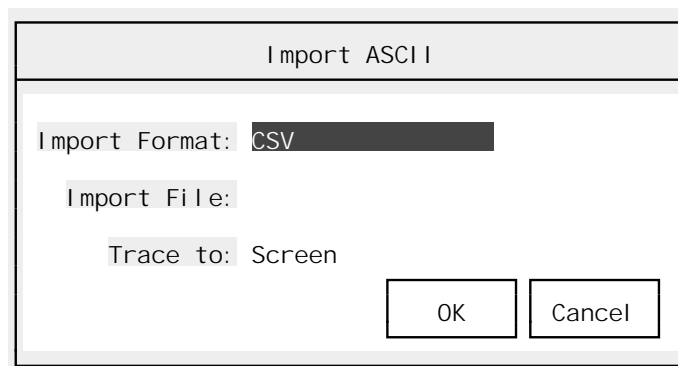 Import ASCII
Import Format: CSV
Import File:
Trace to: Screen
OK Cancel